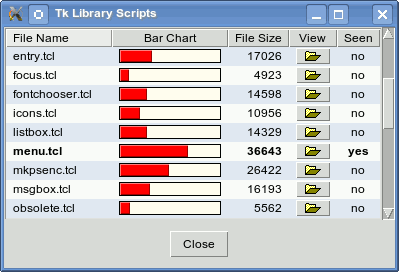 Tk Library Scripts
File Name Bar Chart File Size View Seen
entry.tcl 17026 no
focus.tcl 4923 no
fontchooser.tcl 14598 no
icons.tcl 10956 no
listbox.tcl 14329 no
menu.tcl 36643 yes
mkpsenc.tcl 26422 no
msgbox.tcl 16193 no
obsolete.tcl 5562 no
Close